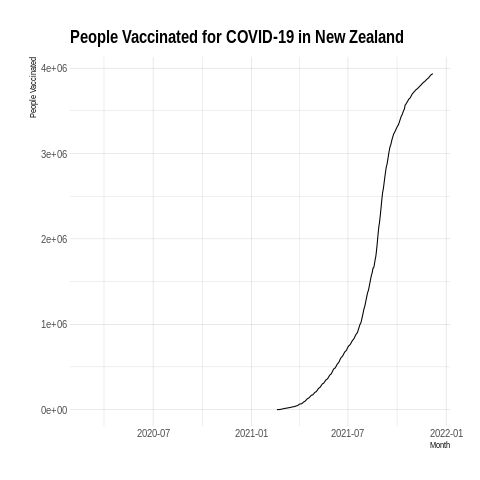 People Vaccinated for COVID-19 in New Zealand
People Vaccinated
4e+06
3e+06
2e+06
1e+06
0e+00
2020-07 2021-01 2021-07 2022-01
Month